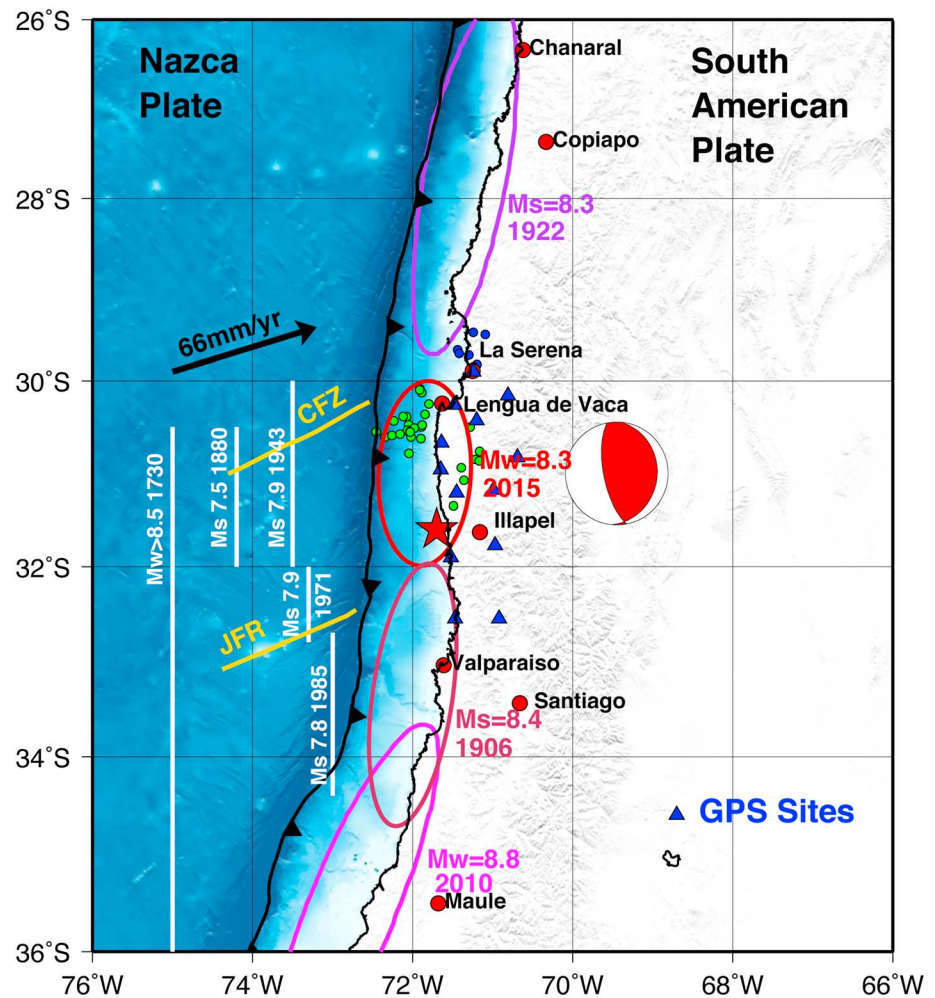 26°S
28°S
30°S
32°S
34°S
36°S
76°W
74°W
72°W
70°W
68°W
66°W
Nazca
Plate
South
American
Plate
Chanaral
Copiapo
Ms=8.3
1922
66mm/yr
La Serena
CFZ
Lengua de Vaca
Mw>8.5 1730
Ms 7.5 1880
Ms 7.9 1943
Mw=8.3
2015
Illapel
Ms 7.9
1971
JFR
Ms 7.8 1985
Valparaiso
Santiago
Ms=8.4
1906
GPS Sites
Mw=8.8
2010
Maule